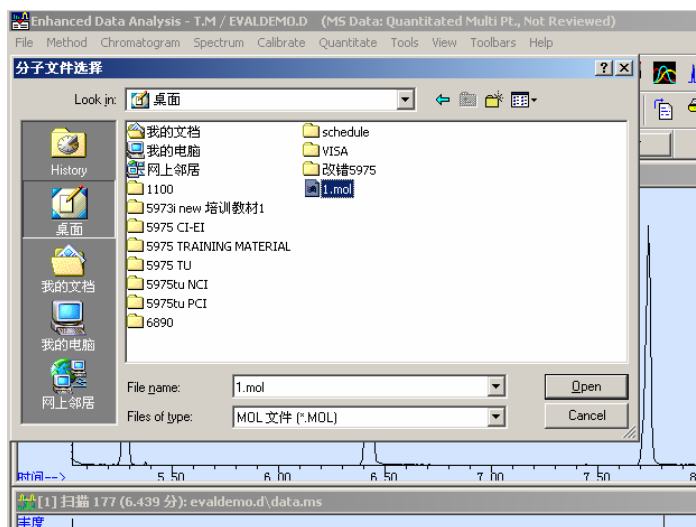 Enhanced Data Analysis - T.M / EVALDEMO.D (MS Data: Quantitated Multi Pt., Not Reviewed)
File Method Chromatogram Spectrum Calibrate Quantitate Tools View Toolbars Help
分子文件选择
Look in: 桌面
History
桌面
我的文档
我的电脑
网上邻居
我的文档
我的电脑
网上邻居
1100
5973i new 培训教材1
5975 CI-EI
5975 TRAINING MATERIAL
5975 TU
5975tu NCI
5975tu PCI
6890
schedule
VISA
改错5975
1.mol
File name: 1.mol Open
Files of type: MOL 文件 (*.MOL) Cancel
时间--> 5.50 6.00 6.50 7.00 7.50 8
[1] 扫描 177 (6.439 分): evaldemo.d\data.ms
丰度